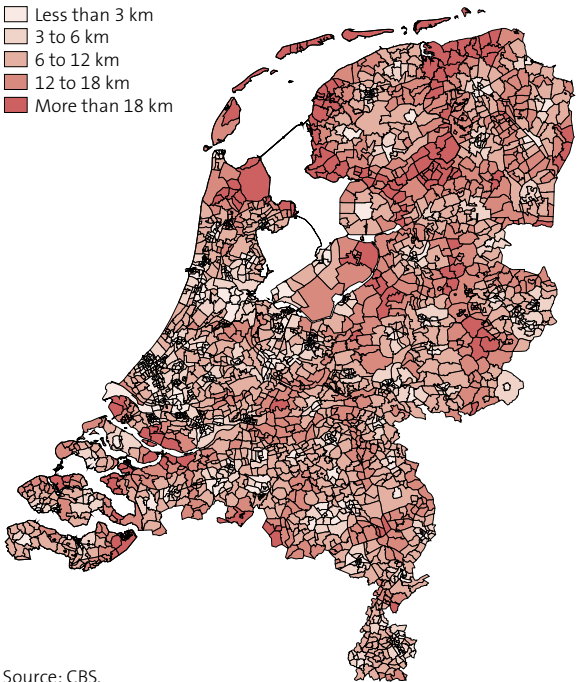 Less than 3 km
3 to 6 km
6 to 12 km
12 to 18 km
More than 18 km
Source: CBS.